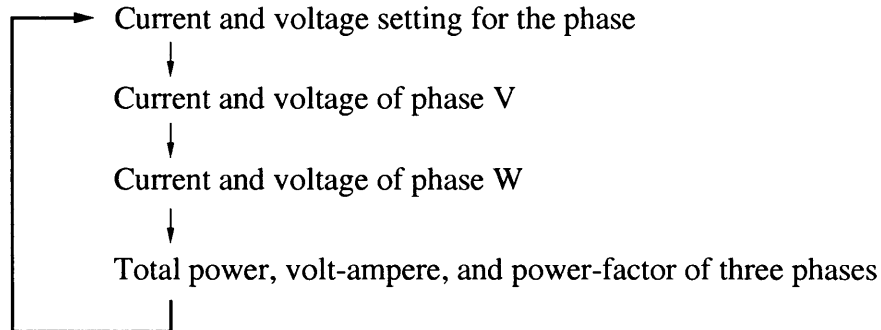 Current and voltage setting for the phase
Current and voltage of phase V
Current and voltage of phase W
Total power, volt-ampere, and power-factor of three phases